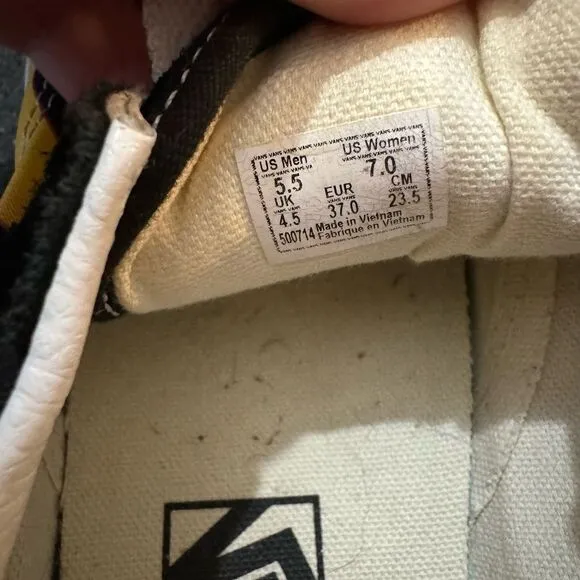 US Men US Women
5.5 7.0
UK EUR CM
4.5 37.0 23.5
500714 Made in Vietnam
Fabrique en Vietnam